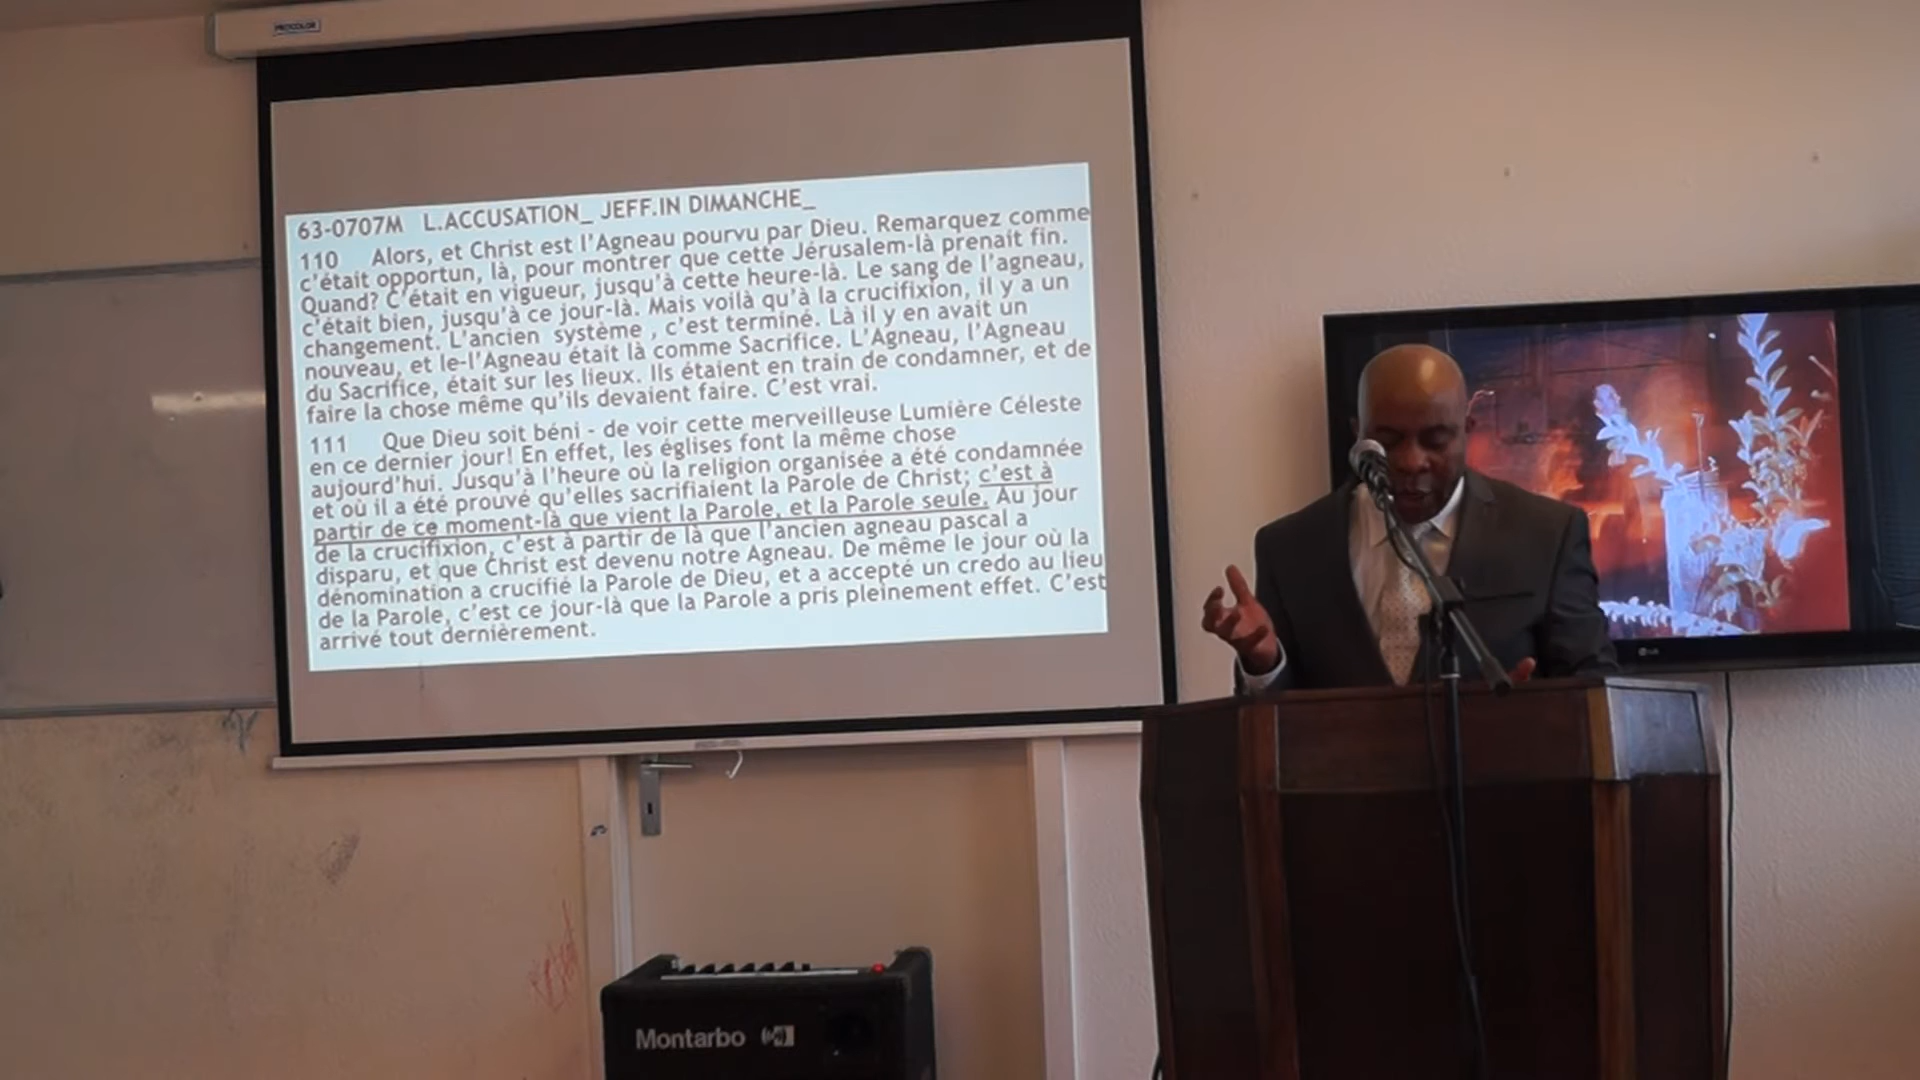 PROCOLOR
63-0707M L.ACCUSATION_ JEFF.IN DIMANCHE_
110 Alors, et Christ est l'Agneau pourvu par Dieu. Remarquez comme
c'était opportun, là, pour montrer que cette Jérusalem-là prenait fin.
Quand? C'était en vigueur, jusqu'à cette heure-là. Le sang de l'agneau,
c'était bien, jusqu'à ce jour-là. Mais voilà qu'à la crucifixion, il y a un
changement. L'ancien système , c'est terminé. Là il y en avait un
nouveau, et le-l'Agneau était là comme Sacrifice. L'Agneau, l'Agneau
du Sacrifice, était sur les lieux. Ils étaient en train de condamner, et de
faire la chose même qu'ils devaient faire. C'est vrai.
111 Que Dieu soit béni - de voir cette merveilleuse Lumière Céleste
en ce dernier jour! En effet, les églises font la même chose
aujourd'hui. Jusqu'à l'heure où la religion organisée a été condamnée
et où il a été prouvé qu'elles sacrifiaient la Parole de Christ; c'est à
partir de ce moment-là que vient la Parole, et la Parole seule. Au jour
de la crucifixion, c'est à partir de là que l'ancien agneau pascal a
disparu, et que Christ est devenu notre Agneau. De même le jour où la
dénomination a crucifié la Parole de Dieu, et a accepté un credo au lieu
de la Parole, c'est ce jour-là que la Parole a pris pleinement effet. C'est
arrivé tout dernièrement.
LG
Montarbo